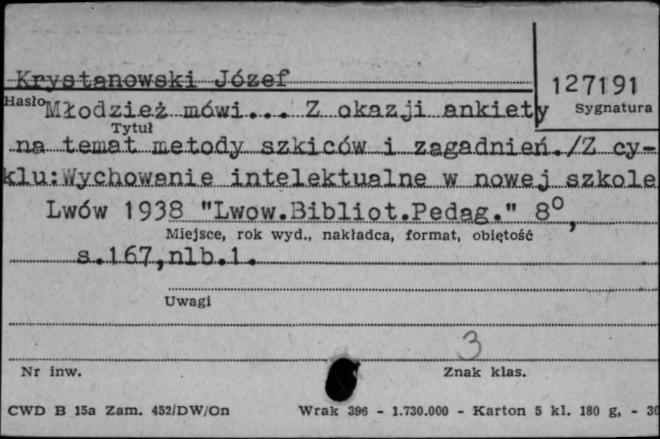 Krystanowski Józef
127191
Hasło Młodzież mówi... Z okazji ankiety Sygnatura
Tytuł
na temat metody szkiców i zagadnień./Z cy-
klu:Wychowanie intelektualne w nowej szkole
Lwów 1938 "Lwow.Bibliot.Pedag." 8°,
Miejsce, rok wyd., nakładca, format, objętość
s.167,nlb.1.
Uwagi
3
Nr inw. Znak klas.
CWD B 15a Zam. 452/DW/On Wrak 396 - 1.730.000 - Karton 5 kl. 180 g, - 30